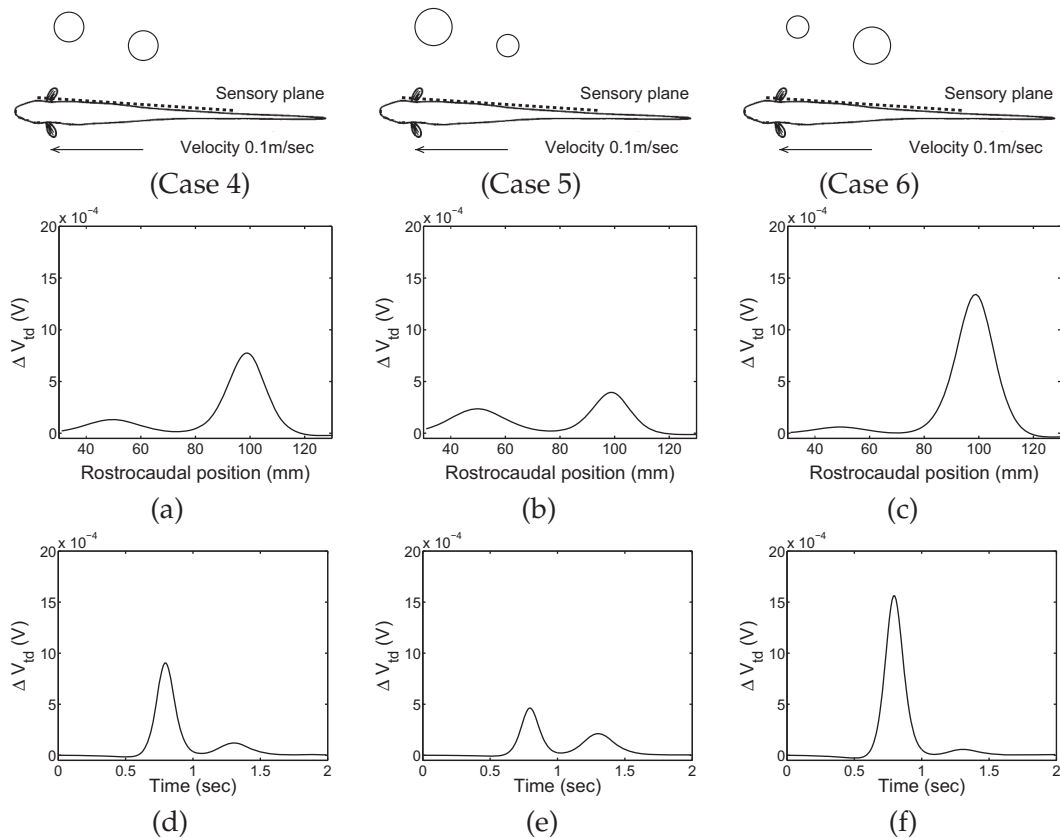 Sensory plane
Velocity 0.1m/sec
(Case 4)
Sensory plane
Velocity 0.1m/sec
(Case 5)
Sensory plane
Velocity 0.1m/sec
(Case 6)
x 10⁻⁴
20
15
10
5
0
Δ V_td (V)
40 60 80 100 120
Rostrocaudal position (mm)
(a)
x 10⁻⁴
20
15
10
5
0
Δ V_td (V)
40 60 80 100 120
Rostrocaudal position (mm)
(b)
x 10⁻⁴
20
15
10
5
0
Δ V_td (V)
40 60 80 100 120
Rostrocaudal position (mm)
(c)
x 10⁻⁴
20
15
10
5
0
Δ V_td (V)
0 0.5 1 1.5 2
Time (sec)
(d)
x 10⁻⁴
20
15
10
5
0
Δ V_td (V)
0 0.5 1 1.5 2
Time (sec)
(e)
x 10⁻⁴
20
15
10
5
0
Δ V_td (V)
0 0.5 1 1.5 2
Time (sec)
(f)